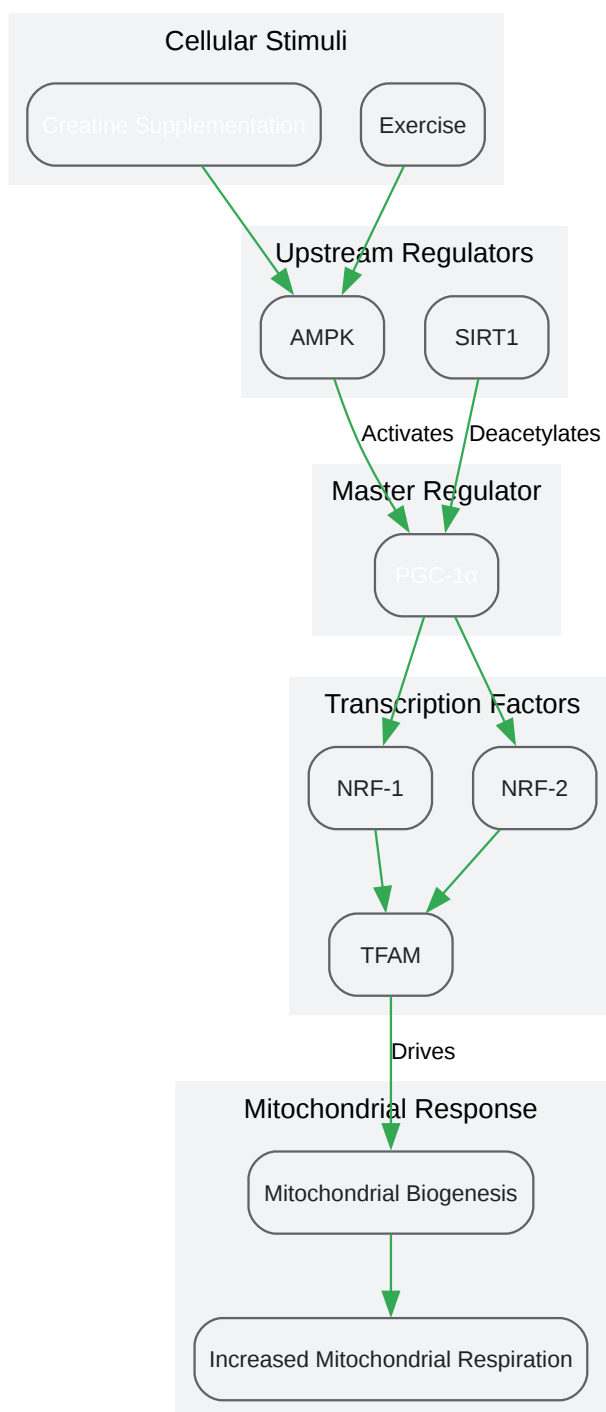 Cellular Stimuli
Creatine Supplementation
Exercise
Upstream Regulators
AMPK
SIRT1
Activates
Deacetylates
Master Regulator
PGC-1α
Transcription Factors
NRF-1
NRF-2
TFAM
Drives
Mitochondrial Response
Mitochondrial Biogenesis
Increased Mitochondrial Respiration